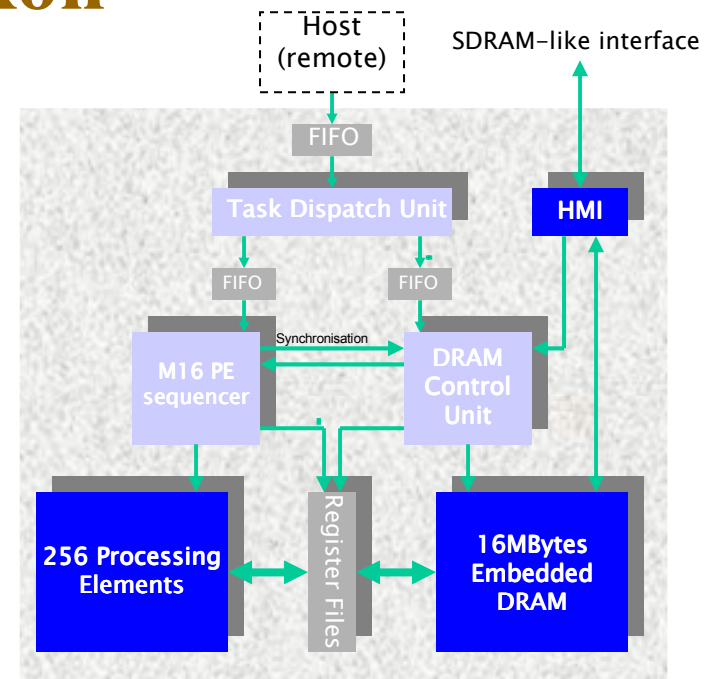 Host
(remote)
SDRAM-like interface
FIFO
Task Dispatch Unit
HMI
FIFO
FIFO
Synchronisation
M16 PE
sequencer
DRAM
Control
Unit
256 Processing
Elements
Register Files
16MBytes
Embedded
DRAM